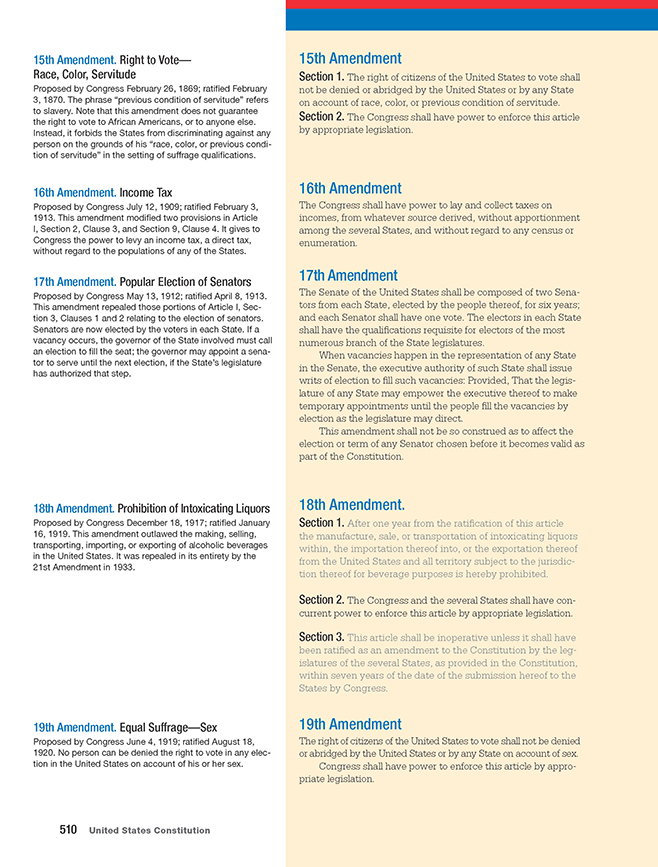 15th Amendment. Right to Vote—
Race, Color, Servitude
Proposed by Congress February 26, 1869; ratified February
3, 1870. The phrase “previous condition of servitude” refers
to slavery. Note that this amendment does not guarantee
the right to vote to African Americans, or to anyone else.
Instead, it forbids the States from discriminating against any
person on the grounds of his “race, color, or previous condi-
tion of servitude” in the setting of suffrage qualifications.
16th Amendment. Income Tax
Proposed by Congress July 12, 1909; ratified February 3,
1913. This amendment modified two provisions in Article
I, Section 2, Clause 3, and Section 9, Clause 4. It gives to
Congress the power to levy an income tax, a direct tax,
without regard to the populations of any of the States.
17th Amendment. Popular Election of Senators
Proposed by Congress May 13, 1912; ratified April 8, 1913.
This amendment repealed those portions of Article I, Sec-
tion 3, Clauses 1 and 2 relating to the election of senators.
Senators are now elected by the voters in each State. If a
vacancy occurs, the governor of the State involved must call
an election to fill the seat; the governor may appoint a sena-
tor to serve until the next election, if the State’s legislature
has authorized that step.
18th Amendment. Prohibition of Intoxicating Liquors
Proposed by Congress December 18, 1917; ratified January
16, 1919. This amendment outlawed the making, selling,
transporting, importing, or exporting of alcoholic beverages
in the United States. It was repealed in its entirety by the
21st Amendment in 1933.
19th Amendment. Equal Suffrage—Sex
Proposed by Congress June 4, 1919; ratified August 18,
1920. No person can be denied the right to vote in any elec-
tion in the United States on account of his or her sex.
15th Amendment
Section 1. The right of citizens of the United States to vote shall
not be denied or abridged by the United States or by any State
on account of race, color, or previous condition of servitude.
Section 2. The Congress shall have power to enforce this article
by appropriate legislation.
16th Amendment
The Congress shall have power to lay and collect taxes on
incomes, from whatever source derived, without apportionment
among the several States, and without regard to any census or
enumeration.
17th Amendment
The Senate of the United States shall be composed of two Sena-
tors from each State, elected by the people thereof, for six years;
and each Senator shall have one vote. The electors in each State
shall have the qualifications requisite for electors of the most
numerous branch of the State legislatures.
When vacancies happen in the representation of any State
in the Senate, the executive authority of such State shall issue
writs of election to fill such vacancies: Provided, That the legis-
lature of any State may empower the executive thereof to make
temporary appointments until the people fill the vacancies by
election as the legislature may direct.
This amendment shall not be so construed as to affect the
election or term of any Senator chosen before it becomes valid as
part of the Constitution.
18th Amendment.
Section 1. After one year from the ratification of this article
the manufacture, sale, or transportation of intoxicating liquors
within, the importation thereof into, or the exportation thereof
from the United States and all territory subject to the jurisdic-
tion thereof for beverage purposes is hereby prohibited.
Section 2. The Congress and the several States shall have con-
current power to enforce this article by appropriate legislation.
Section 3. This article shall be inoperative unless it shall have
been ratified as an amendment to the Constitution by the leg-
islatures of the several States, as provided in the Constitution,
within seven years of the date of the submission hereof to the
States by Congress.
19th Amendment
The right of citizens of the United States to vote shall not be denied
or abridged by the United States or by any State on account of sex.
Congress shall have power to enforce this article by appro-
priate legislation.
510 United States Constitution